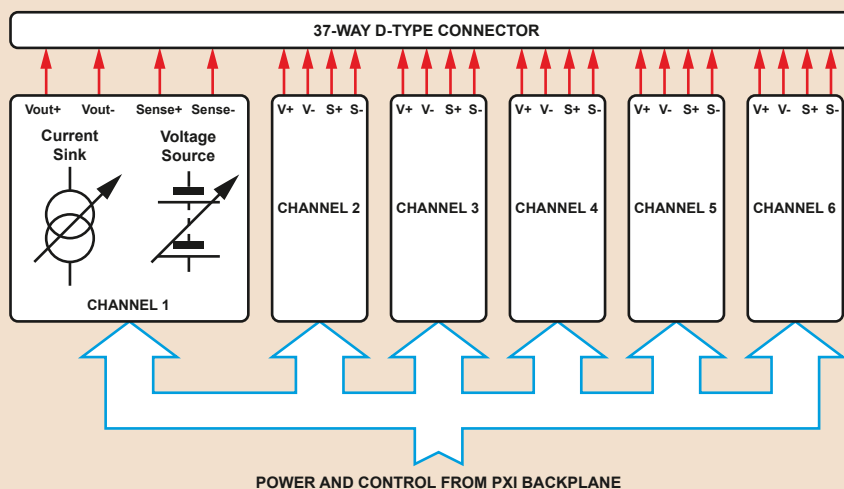 37-WAY D-TYPE CONNECTOR
Vout+ Vout- Sense+ Sense-
Current
Sink
Voltage
Source
CHANNEL 1
V+ V- S+ S-
CHANNEL 2
V+ V- S+ S-
CHANNEL 3
V+ V- S+ S-
CHANNEL 4
V+ V- S+ S-
CHANNEL 5
V+ V- S+ S-
CHANNEL 6
POWER AND CONTROL FROM PXI BACKPLANE